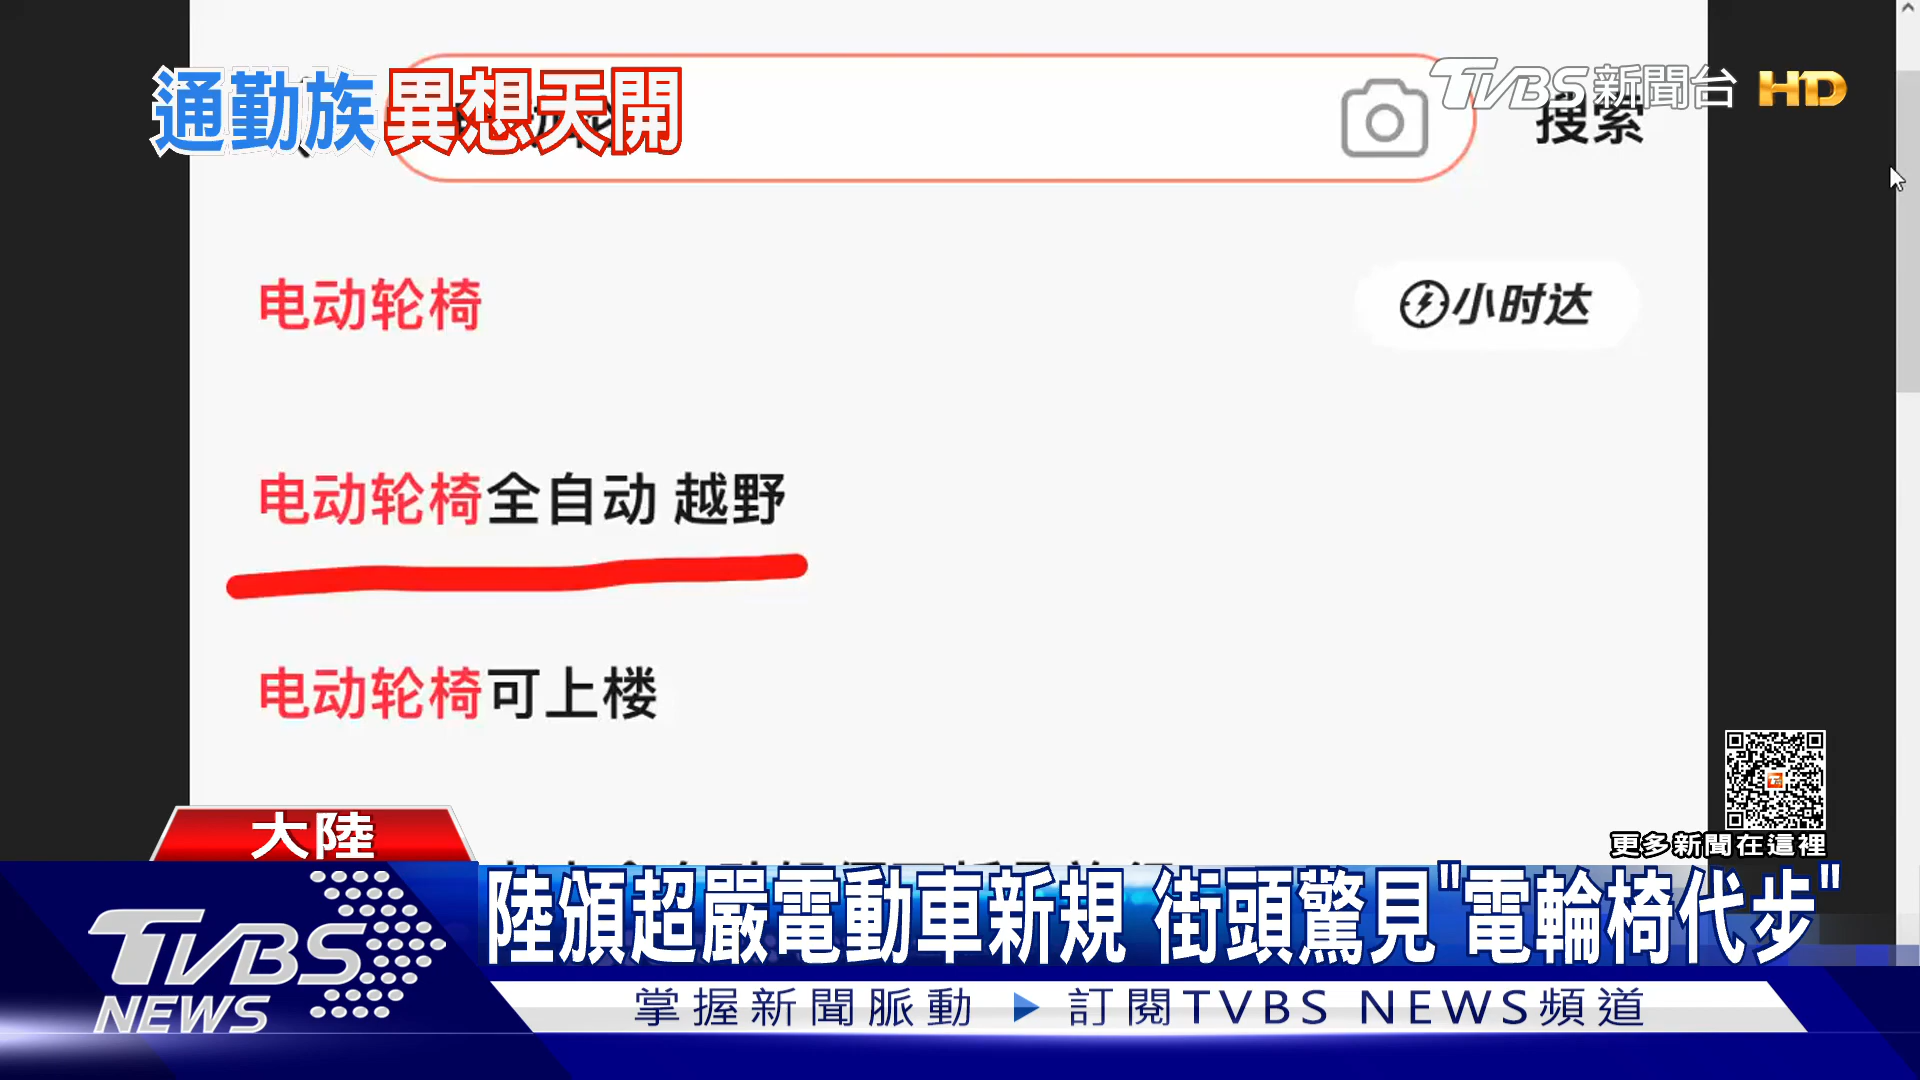 通勤族 異想天開
TVBS新聞台 HD
搜索
电动轮椅
小时达
电动轮椅全自动 越野
电动轮椅可上楼
更多新聞在這裡
大陸
陸頒超嚴電動車新規 街頭驚見"電輪椅代步"
TVBS NEWS
掌握新聞脈動 ▶ 訂閱TVBS NEWS頻道